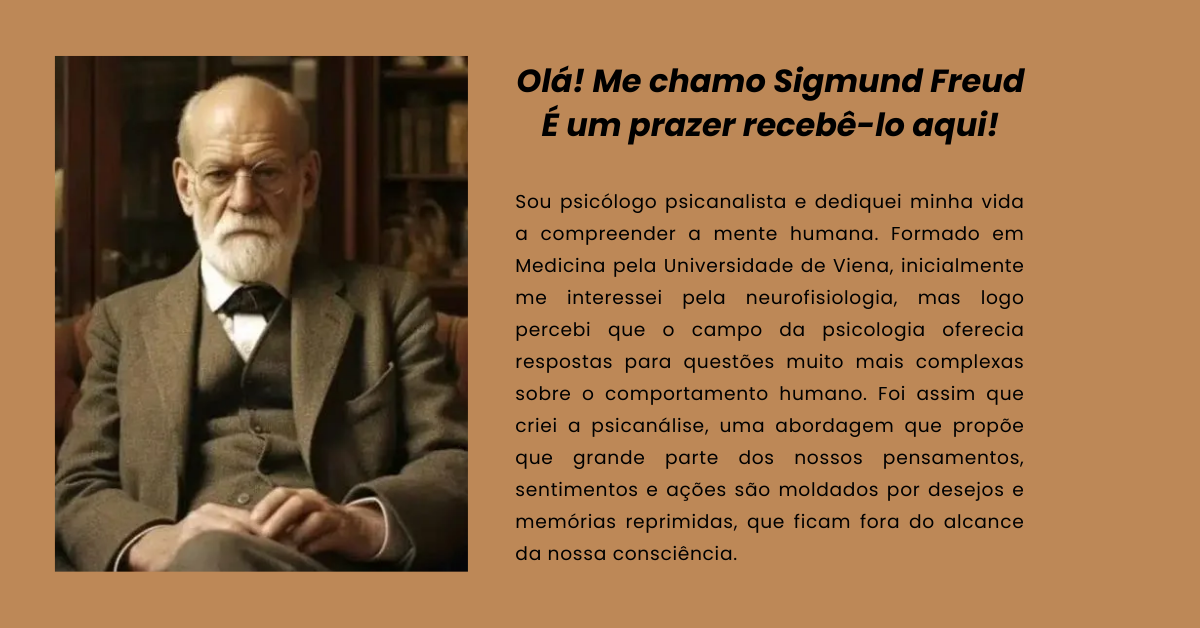 Olá! Me chamo Sigmund Freud
É um prazer recebê-lo aqui!
Sou psicólogo psicanalista e dediquei minha vida
a compreender a mente humana. Formado em
Medicina pela Universidade de Viena, inicialmente
me interessei pela neurofisiologia, mas logo
percebi que o campo da psicologia oferecia
respostas para questões muito mais complexas
sobre o comportamento humano. Foi assim que
criei a psicanálise, uma abordagem que propõe
que grande parte dos nossos pensamentos,
sentimentos e ações são moldados por desejos e
memórias reprimidas, que ficam fora do alcance
da nossa consciência.